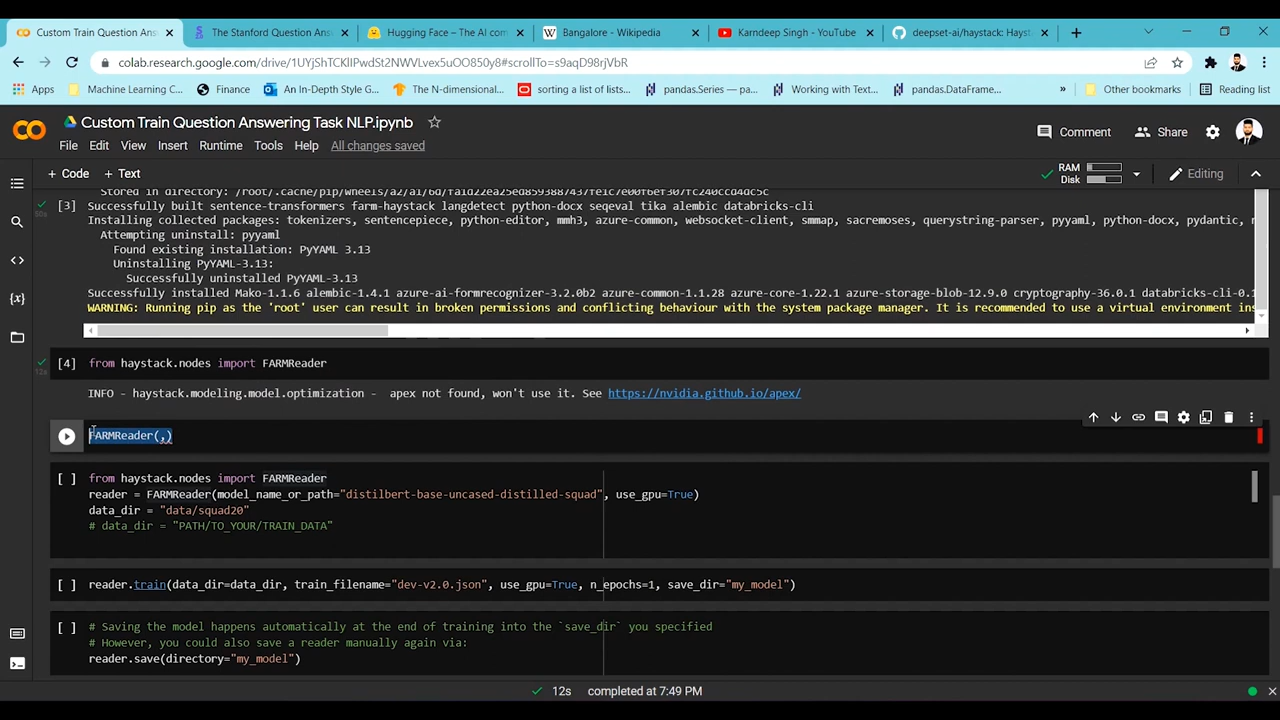 Custom Train Question Answerin
The Stanford Question Ans
Hugging Face – The AI com
Bangalore - Wikipedia
Karndeep Singh - YouTube
deepset-ai/haystack: Hayst
colab.research.google.com/drive/1UYjShTCKlIPwdSt2NWVLvex5uOO850y8#scrollTo=s9aqD98rjVbR
Apps
Machine Learning C...
Finance
An In-Depth Style G...
The N-dimensional...
sorting a list of lists...
pandas.Series — pa...
Working with Text...
pandas.DataFrame...
»
Other bookmarks
Reading list
Custom Train Question Answering Task NLP.ipynb
Comment
Share
File Edit View Insert Runtime Tools Help All changes saved
+ Code + Text
RAM
Disk
Editing
Stored in directory: /root/.cache/pip/wheels/a2/a1/6d/
[3] Successfully built sentence-transformers farm-haystack langdetect python-docx seqeval tika alembic databricks-cli
50s
Installing collected packages: tokenizers, sentencepiece, python-editor, mmh3, azure-common, websocket-client, smmap, sacremoses, querystring-parser, pyyaml, python-docx, pydantic,
Attempting uninstall: pyyaml
Found existing installation: PyYAML 3.13
Uninstalling PyYAML-3.13:
Successfully uninstalled PyYAML-3.13
Successfully installed Mako-1.1.6 alembic-1.4.1 azure-ai-formrecognizer-3.2.0b2 azure-common-1.1.28 azure-core-1.22.1 azure-storage-blob-12.9.0 cryptography-36.0.1 databricks-cli-0.1
WARNING: Running pip as the 'root' user can result in broken permissions and conflicting behaviour with the system package manager. It is recommended to use a virtual environment ins
[4] from haystack.nodes import FARMReader
12s
INFO - haystack.modeling.model.optimization - apex not found, won't use it. See https://nvidia.github.io/apex/
FARMReader(,)
[ ] from haystack.nodes import FARMReader
reader = FARMReader(model_name_or_path="distilbert-base-uncased-distilled-squad", use_gpu=True)
data_dir = "data/squad20"
# data_dir = "PATH/TO_YOUR/TRAIN_DATA"
[ ] reader.train(data_dir=data_dir, train_filename="dev-v2.0.json", use_gpu=True, n_epochs=1, save_dir="my_model")
[ ] # Saving the model happens automatically at the end of training into the `save_dir` you specified
# However, you could also save a reader manually again via:
reader.save(directory="my_model")
12s completed at 7:49 PM